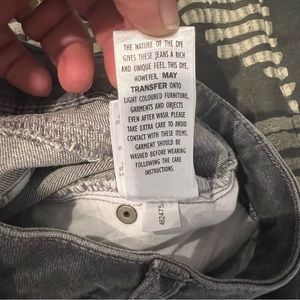 THE NATURE OF THE DYE
GIVES THESE JEANS A RICH
AND UNIQUE FEEL. THIS DYE,
HOWEVER, MAY
TRANSFER ONTO
LIGHT COLOURED FURNITURE,
GARMENTS AND OBJECTS
EVEN AFTER WASH. PLEASE
TAKE EXTRA CARE TO AVOID
CONTACT WITH THESE ITEMS.
GARMENT SHOULD BE
WASHED BEFORE WEARING
FOLLOWING THE CARE
INSTRUCTIONS.